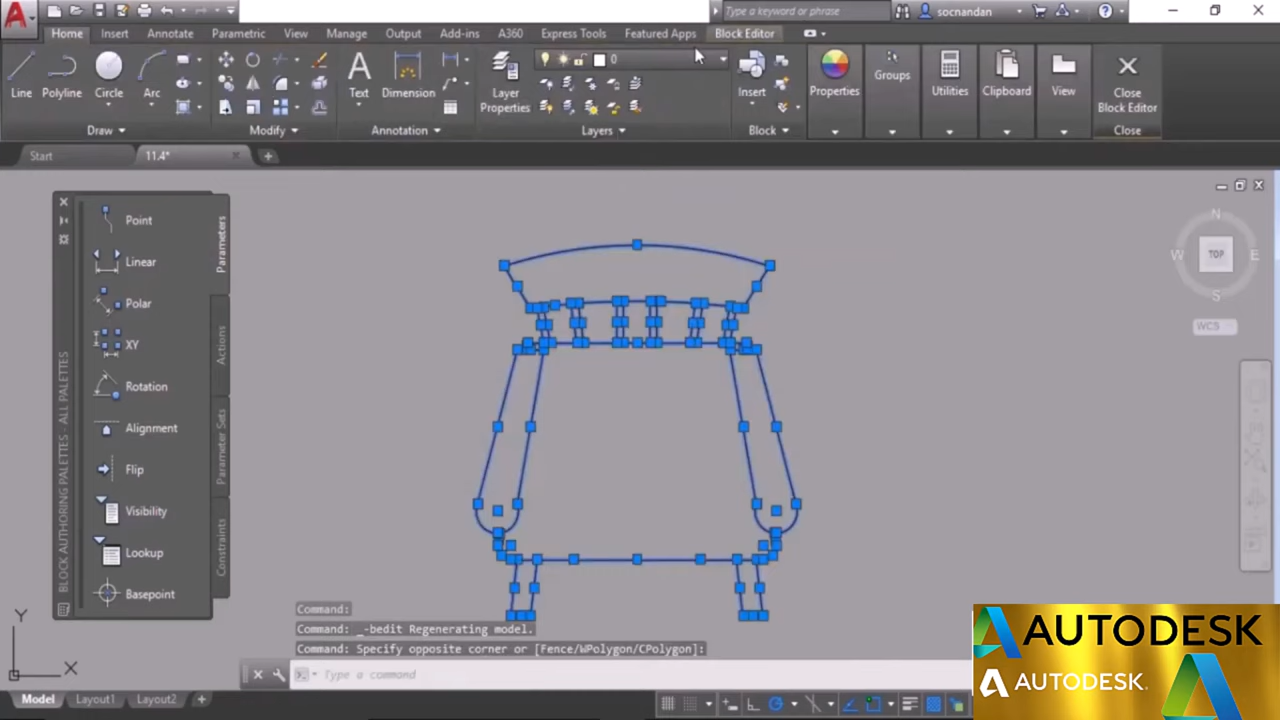 Type a keyword or phrase
socnandan
Home Insert Annotate Parametric View Manage Output Add-ins A360 Express Tools Featured Apps Block Editor
0
Line Polyline Circle Arc
Text Dimension
Layer Properties
Insert
Properties
Groups
Utilities
Clipboard
View
Close Block Editor
Draw Modify Annotation Layers Block Close
Start 11.4*
Point
Linear
Polar
XY
Rotation
Alignment
Flip
Visibility
Lookup
Basepoint
Parameters
Actions
Parameter Sets
Constraints
BLOCK AUTHORING PALETTES - ALL PALETTES
N
W TOP E
S
WCS
Y
X
Command:
Command: _-bedit Regenerating model.
Command: Specify opposite corner or [Fence/WPolygon/CPolygon]:
Type a command
Model Layout1 Layout2
AUTODESK
AUTODESK.